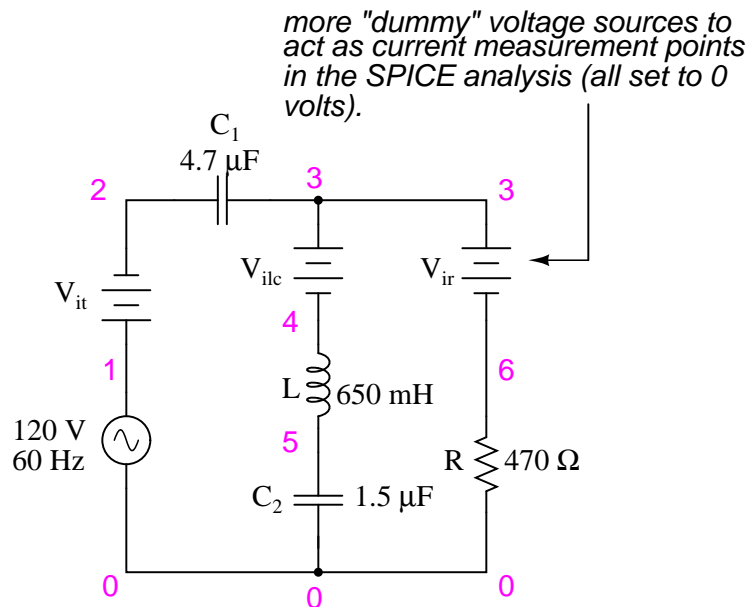 more "dummy" voltage sources to
act as current measurement points
in the SPICE analysis (all set to 0
volts).
C1
4.7 μF
2
3
3
Vit
Vilc
Vir
4
1
6
L
650 mH
120 V
60 Hz
5
R
470 Ω
C2
1.5 μF
0
0
0